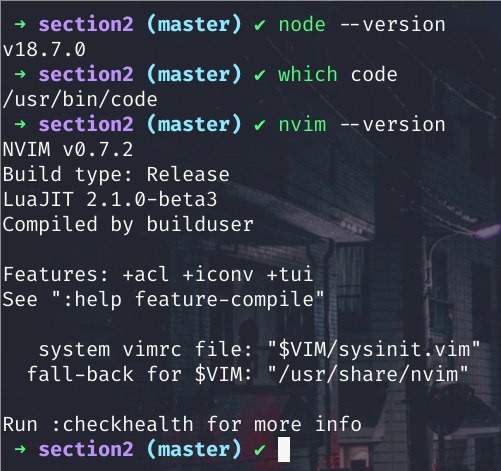 ➜ section2 (master) ✔ node --version
v18.7.0
➜ section2 (master) ✔ which code
/usr/bin/code
➜ section2 (master) ✔ nvim --version
NVIM v0.7.2
Build type: Release
LuaJIT 2.1.0-beta3
Compiled by builduser

Features: +acl +iconv +tui
See ":help feature-compile"

   system vimrc file: "$VIM/sysinit.vim"
  fall-back for $VIM: "/usr/share/nvim"

Run :checkhealth for more info
➜ section2 (master) ✔